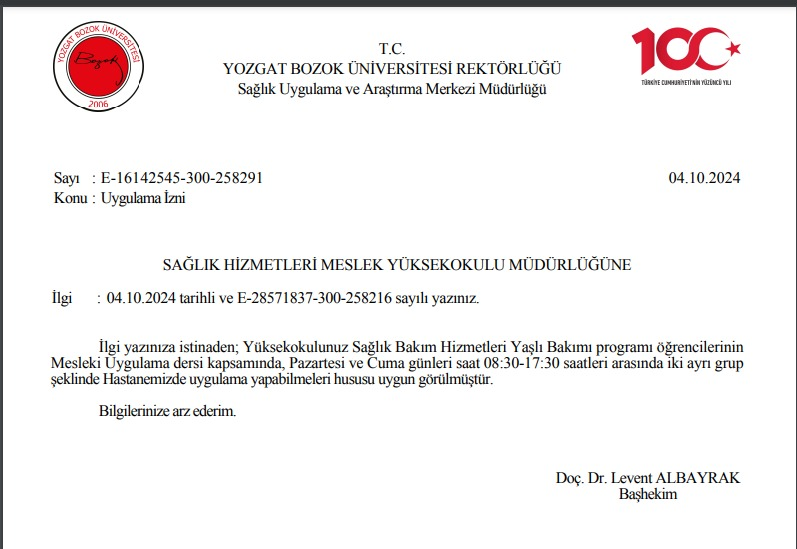 YOZGAT BOZOK ÜNİVERSİTESİ
Bozok
2006
T.C.
YOZGAT BOZOK ÜNİVERSİTESİ REKTÖRLÜĞÜ
Sağlık Uygulama ve Araştırma Merkezi Müdürlüğü
100
TÜRKİYE CUMHURİYETİ'NİN YÜZÜNCÜ YILI
Sayı : E-16142545-300-258291 04.10.2024
Konu : Uygulama İzni
SAĞLIK HİZMETLERİ MESLEK YÜKSEKOKULU MÜDÜRLÜĞÜNE
İlgi : 04.10.2024 tarihli ve E-28571837-300-258216 sayılı yazınız.
İlgi yazınıza istinaden; Yüksekokulunuz Sağlık Bakım Hizmetleri Yaşlı Bakımı programı öğrencilerinin
Mesleki Uygulama dersi kapsamında, Pazartesi ve Cuma günleri saat 08:30-17:30 saatleri arasında iki ayrı grup
şeklinde Hastanemizde uygulama yapabilmeleri hususu uygun görülmüştür.
Bilgilerinize arz ederim.
Doç. Dr. Levent ALBAYRAK
Başhekim